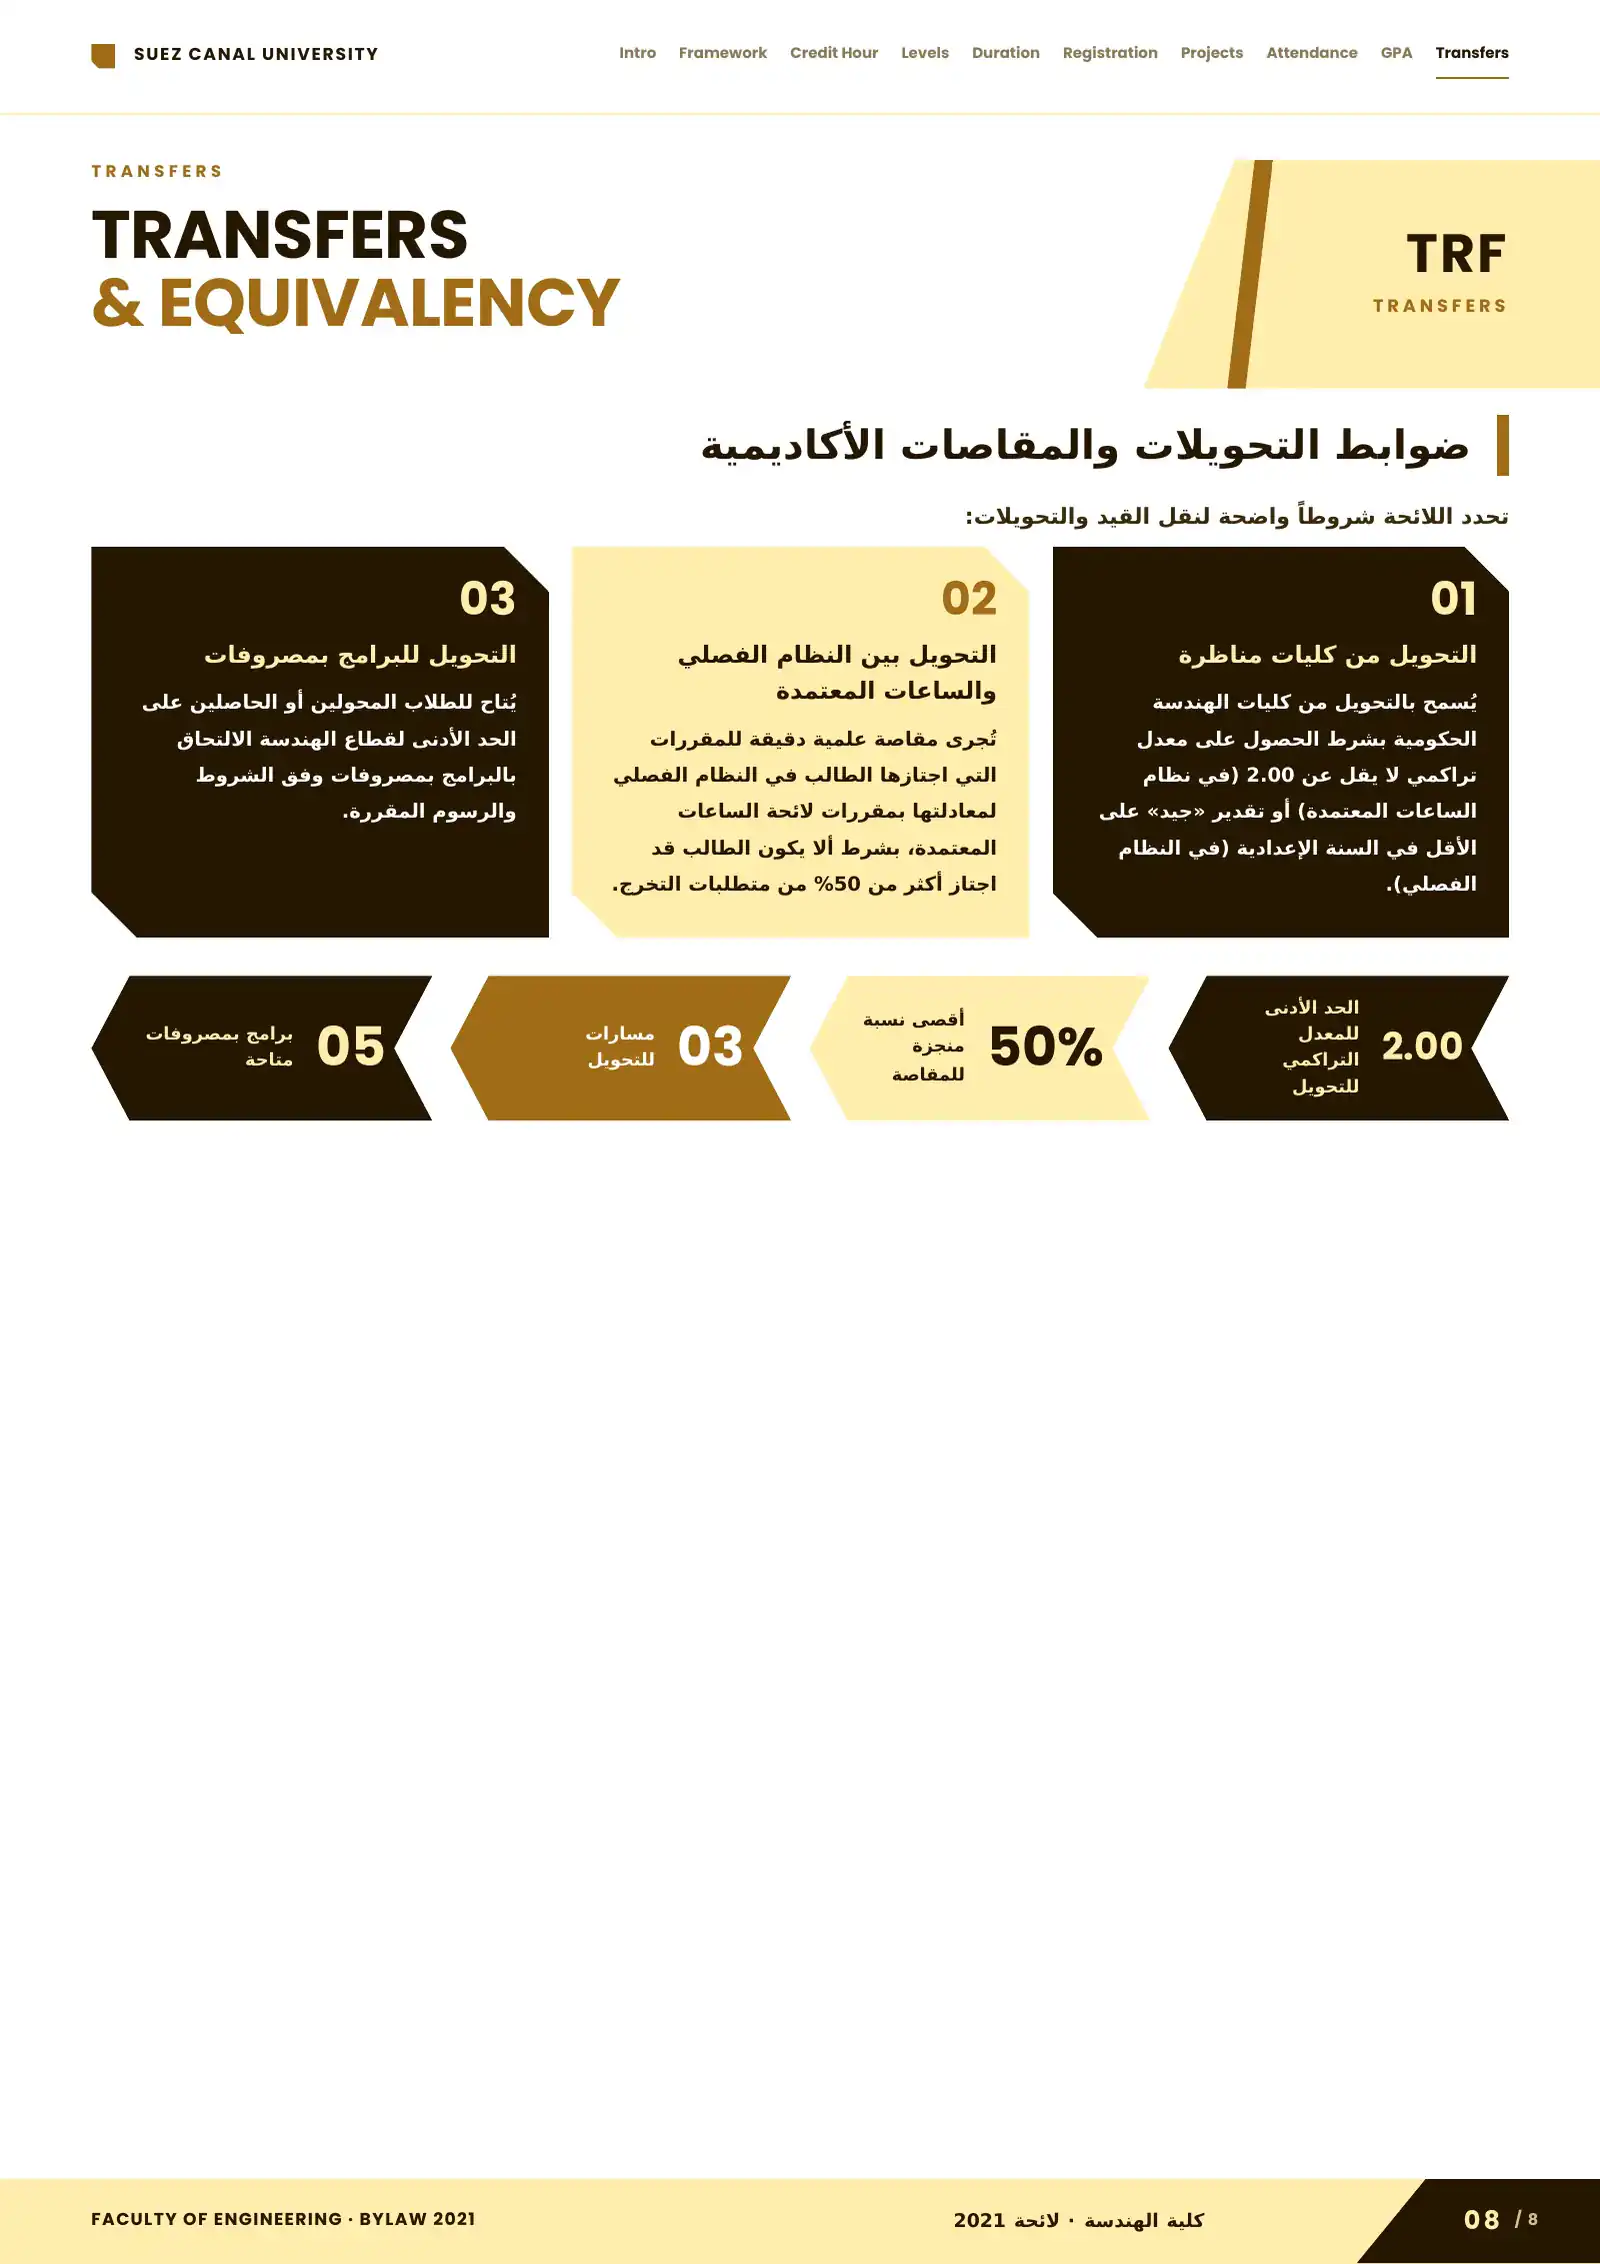 SUEZ CANAL UNIVERSITY
Intro Framework Credit Hour Levels Duration Registration Projects Attendance GPA Transfers
TRANSFERS
TRANSFERS
& EQUIVALENCY
TRF
TRANSFERS
ضوابط التحويلات والمقاصات الأكاديمية
تحدد اللائحة شروطاً واضحة لنقل القيد والتحويلات:
01
التحويل من كليات مناظرة
يُسمح بالتحويل من كليات الهندسة
الحكومية بشرط الحصول على معدل
تراكمي لا يقل عن 2.00 (في نظام
الساعات المعتمدة) أو تقدير «جيد» على
الأقل في السنة الإعدادية (في النظام
الفصلي).
02
التحويل بين النظام الفصلي
والساعات المعتمدة
تُجرى مقاصة علمية دقيقة للمقررات
التي اجتازها الطالب في النظام الفصلي
لمعادلتها بمقررات لائحة الساعات
المعتمدة، بشرط ألا يكون الطالب قد
اجتاز أكثر من 50% من متطلبات التخرج.
03
التحويل للبرامج بمصروفات
يُتاح للطلاب المحولين أو الحاصلين على
الحد الأدنى لقطاع الهندسة الالتحاق
بالبرامج بمصروفات وفق الشروط
والرسوم المقررة.
2.00
الحد الأدنى
للمعدل
التراكمي
للتحويل
50%
أقصى نسبة
منجزة
للمقاصة
03
مسارات
للتحويل
05
برامج بمصروفات
متاحة
FACULTY OF ENGINEERING · BYLAW 2021
كلية الهندسة · لائحة 2021
08 / 8